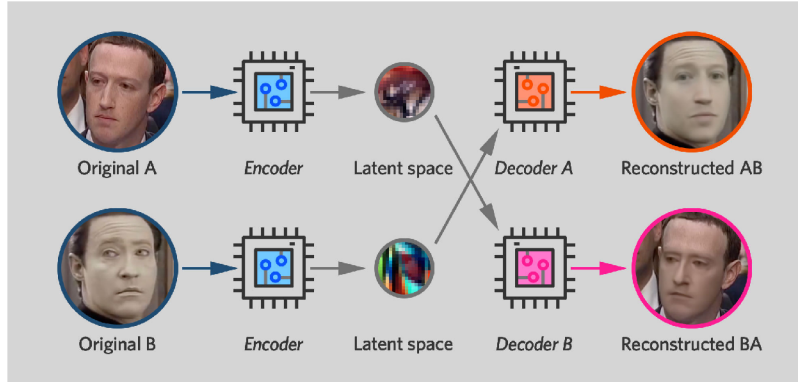 Original A
Encoder
Latent space
Decoder A
Reconstructed AB
Original B
Encoder
Latent space
Decoder B
Reconstructed BA